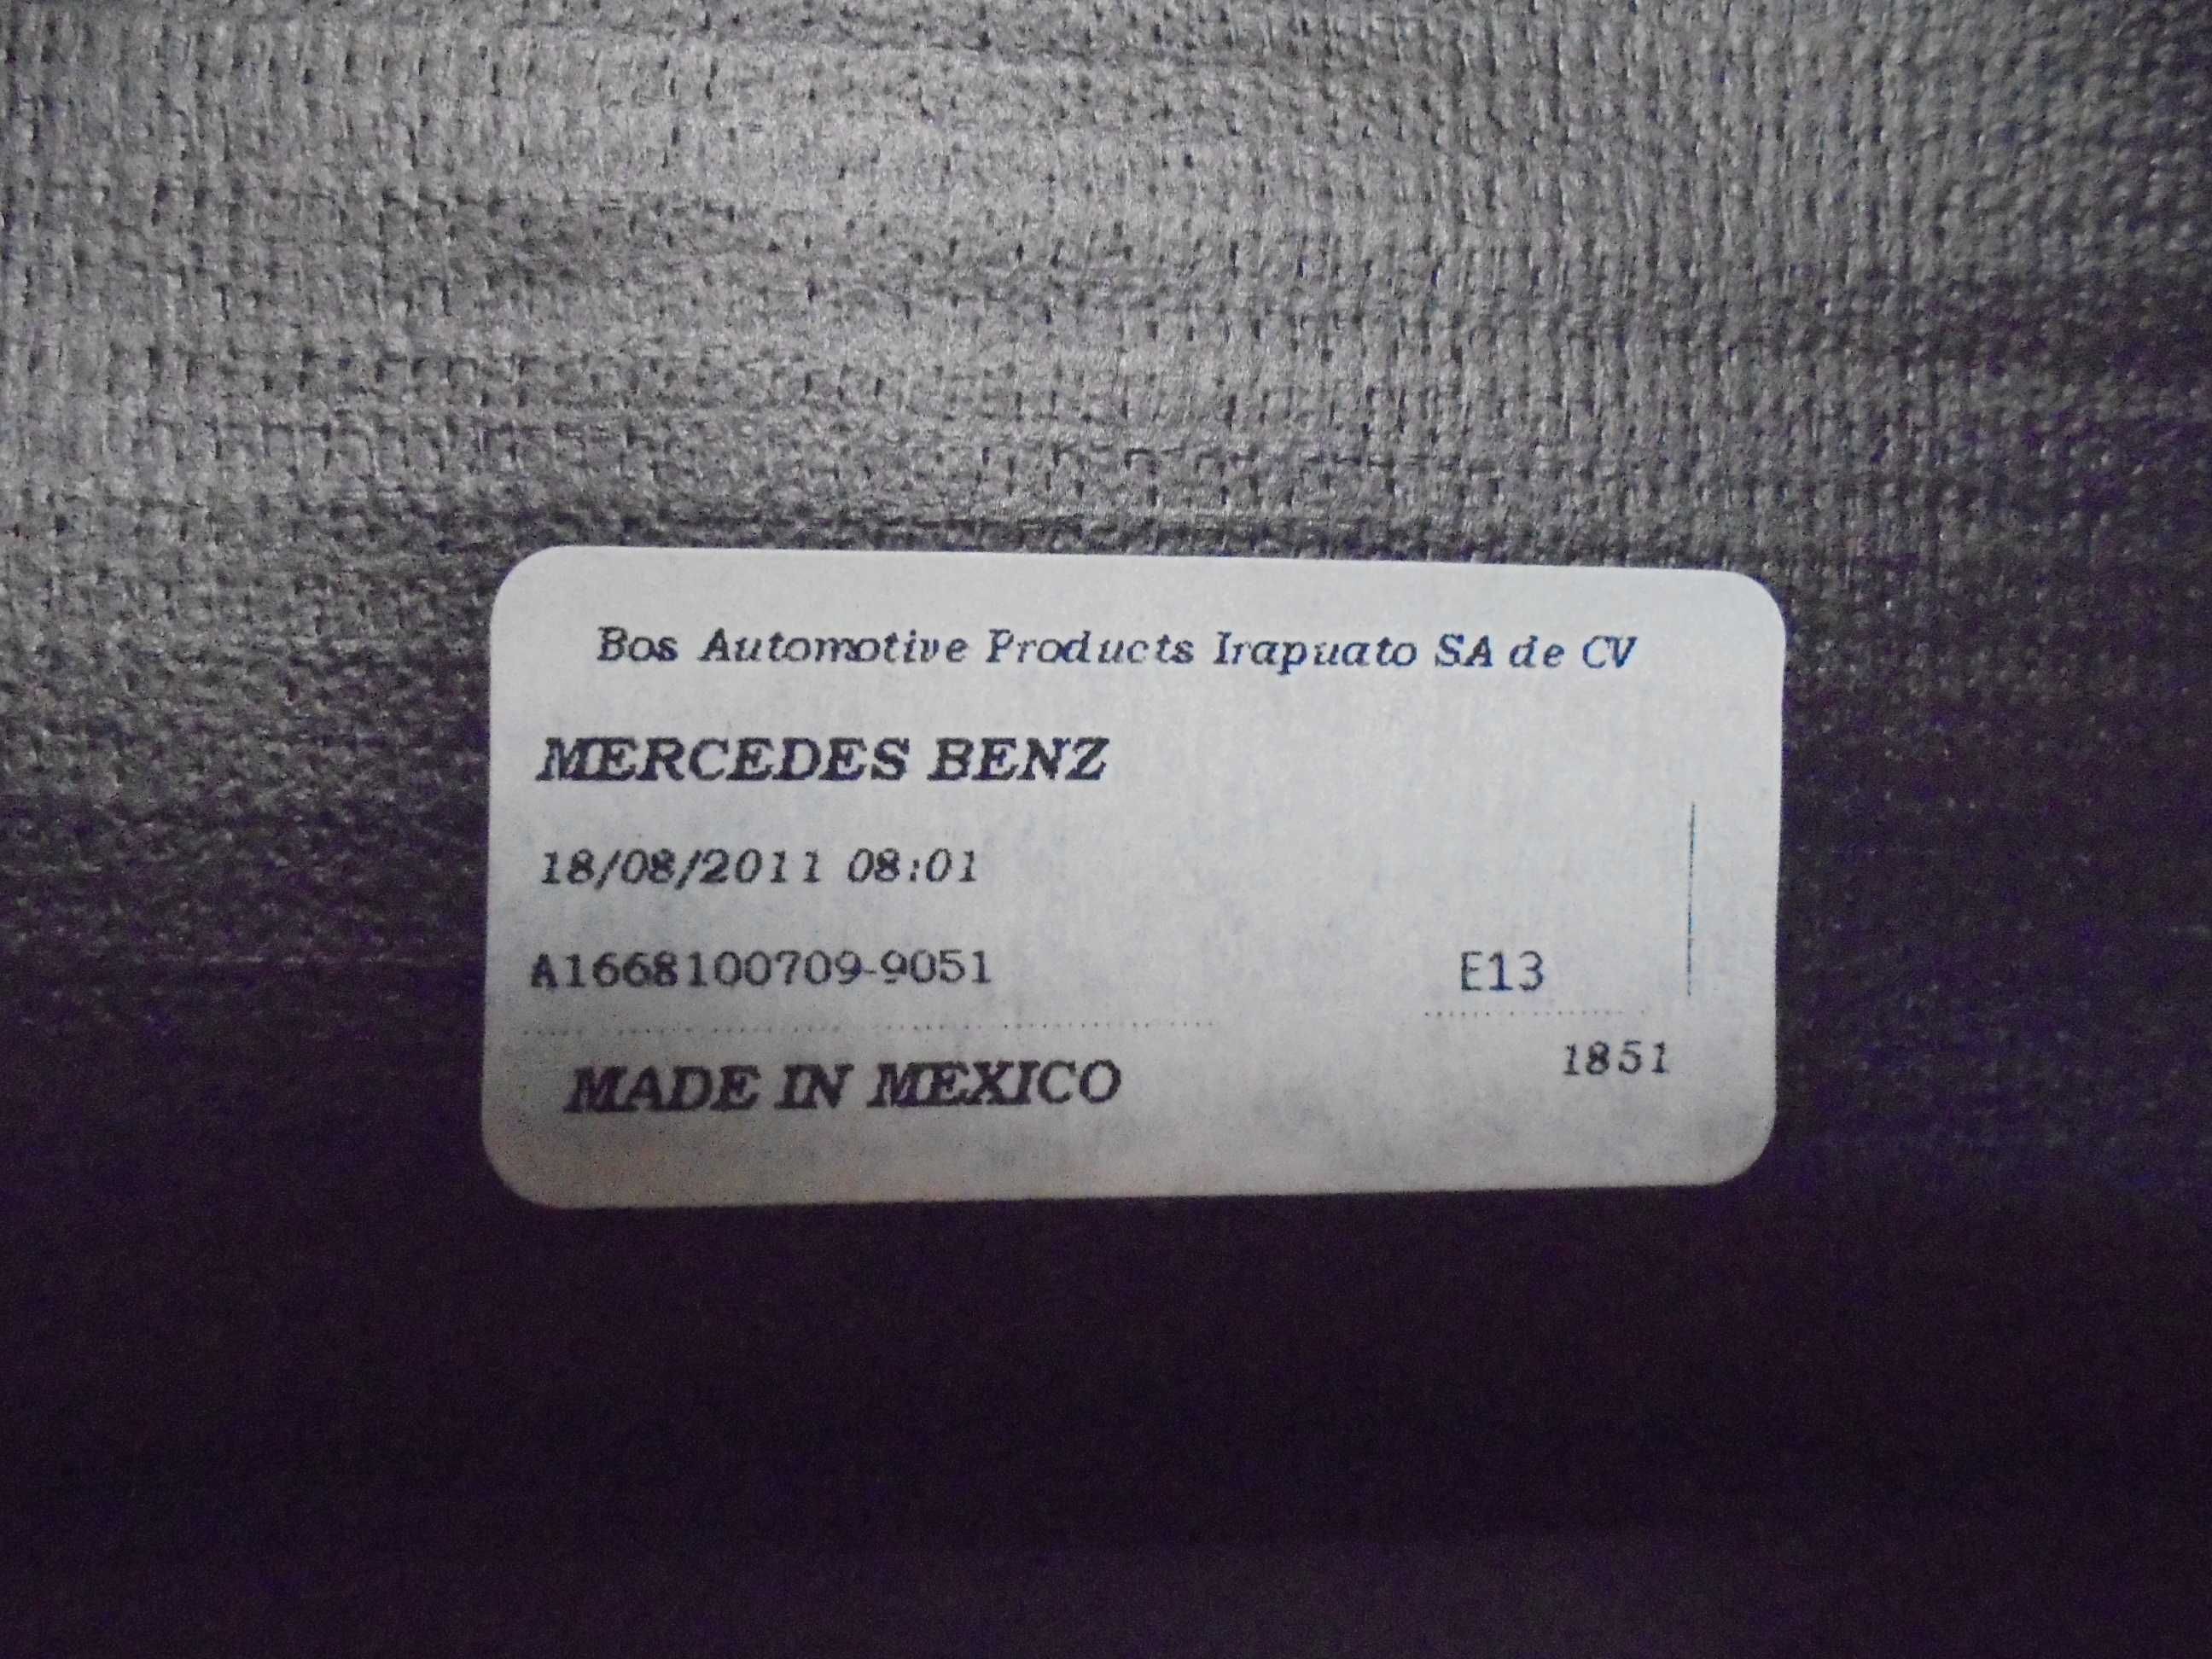 Bos Automotive Products Irapuato SA de CV
MERCEDES BENZ
18/08/2011 08:01
A1668100709-9051 E13
MADE IN MEXICO 1851